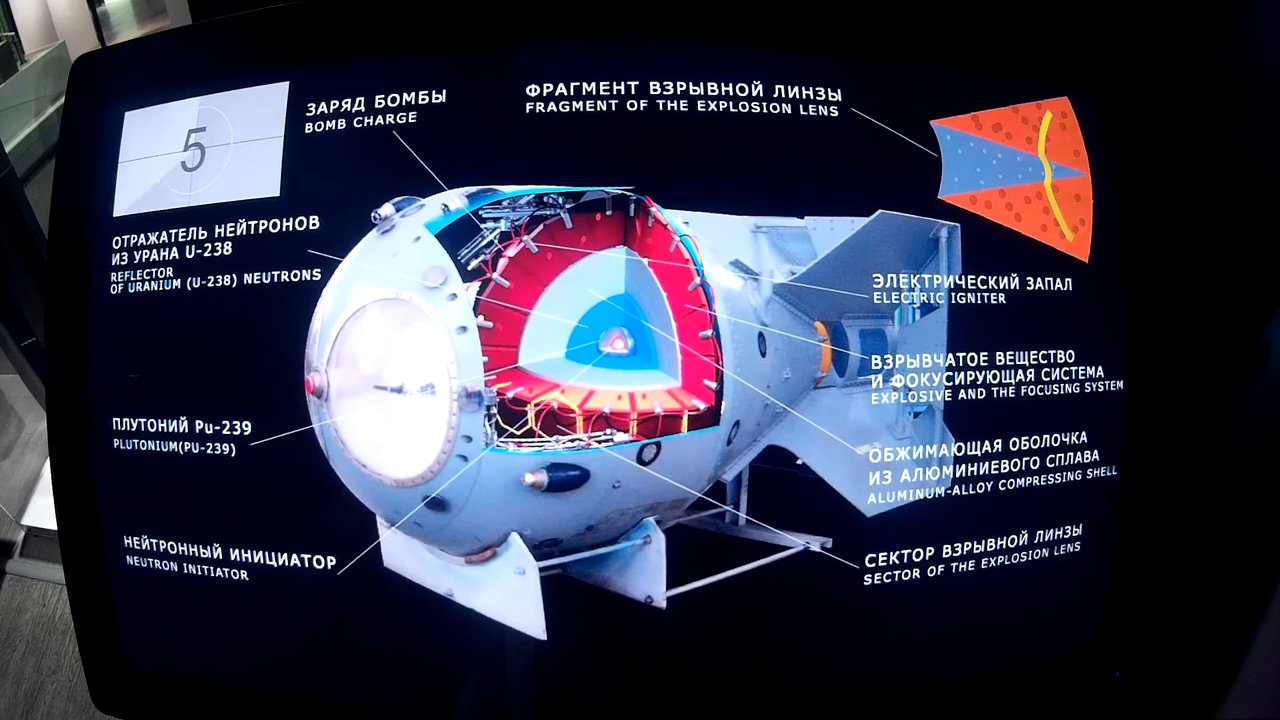 5
ЗАРЯД БОМБЫ
BOMB CHARGE
ФРАГМЕНТ ВЗРЫВНОЙ ЛИНЗЫ
FRAGMENT OF THE EXPLOSION LENS
ОТРАЖАТЕЛЬ НЕЙТРОНОВ
ИЗ УРАНА U-238
REFLECTOR
OF URANIUM (U-238) NEUTRONS
ЭЛЕКТРИЧЕСКИЙ ЗАПАЛ
ELECTRIC IGNITER
ВЗРЫВЧАТОЕ ВЕЩЕСТВО
И ФОКУСИРУЮЩАЯ СИСТЕМА
EXPLOSIVE AND THE FOCUSING SYSTEM
ПЛУТОНИЙ Pu-239
PLUTONIUM(PU-239)
ОБЖИМАЮЩАЯ ОБОЛОЧКА
ИЗ АЛЮМИНИЕВОГО СПЛАВА
ALUMINUM-ALLOY COMPRESSING SHELL
НЕЙТРОННЫЙ ИНИЦИАТОР
NEUTRON INITIATOR
СЕКТОР ВЗРЫВНОЙ ЛИНЗЫ
SECTOR OF THE EXPLOSION LENS